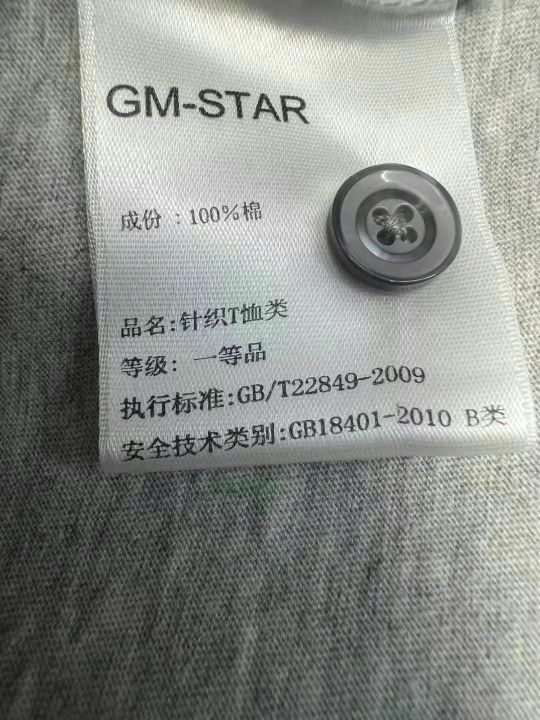 GM-STAR
成份 : 100%棉
品名:针织T恤类
等级: 一等品
执行标准:GB/T22849-2009
安全技术类别:GB18401-2010 B类